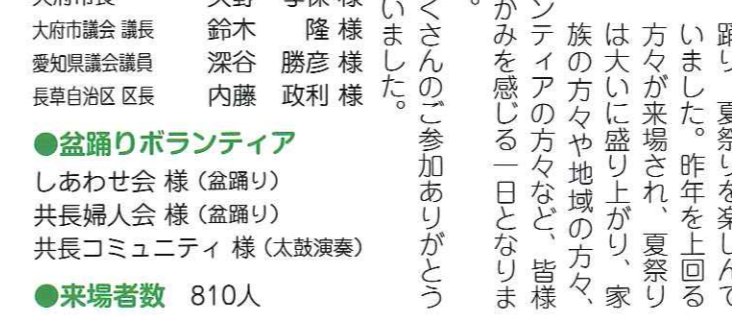 大府市議会 議長　鈴木　隆 様
愛知県議会議員　深谷　勝彦 様
長草自治区 区長　内藤　政利 様
●盆踊りボランティア
しあわせ会 様（盆踊り）
共長婦人会 様（盆踊り）
共長コミュニティ 様（太鼓演奏）
●来場者数　810人
踊り、夏祭りを楽しんで
いました。昨年を上回る
方々が来場され、夏祭り
は大いに盛り上がり、家
族の方々や地域の方々、
ンティアの方々など、皆様
がみを感じる一日となりま
くさんのご参加ありがとう
いました。